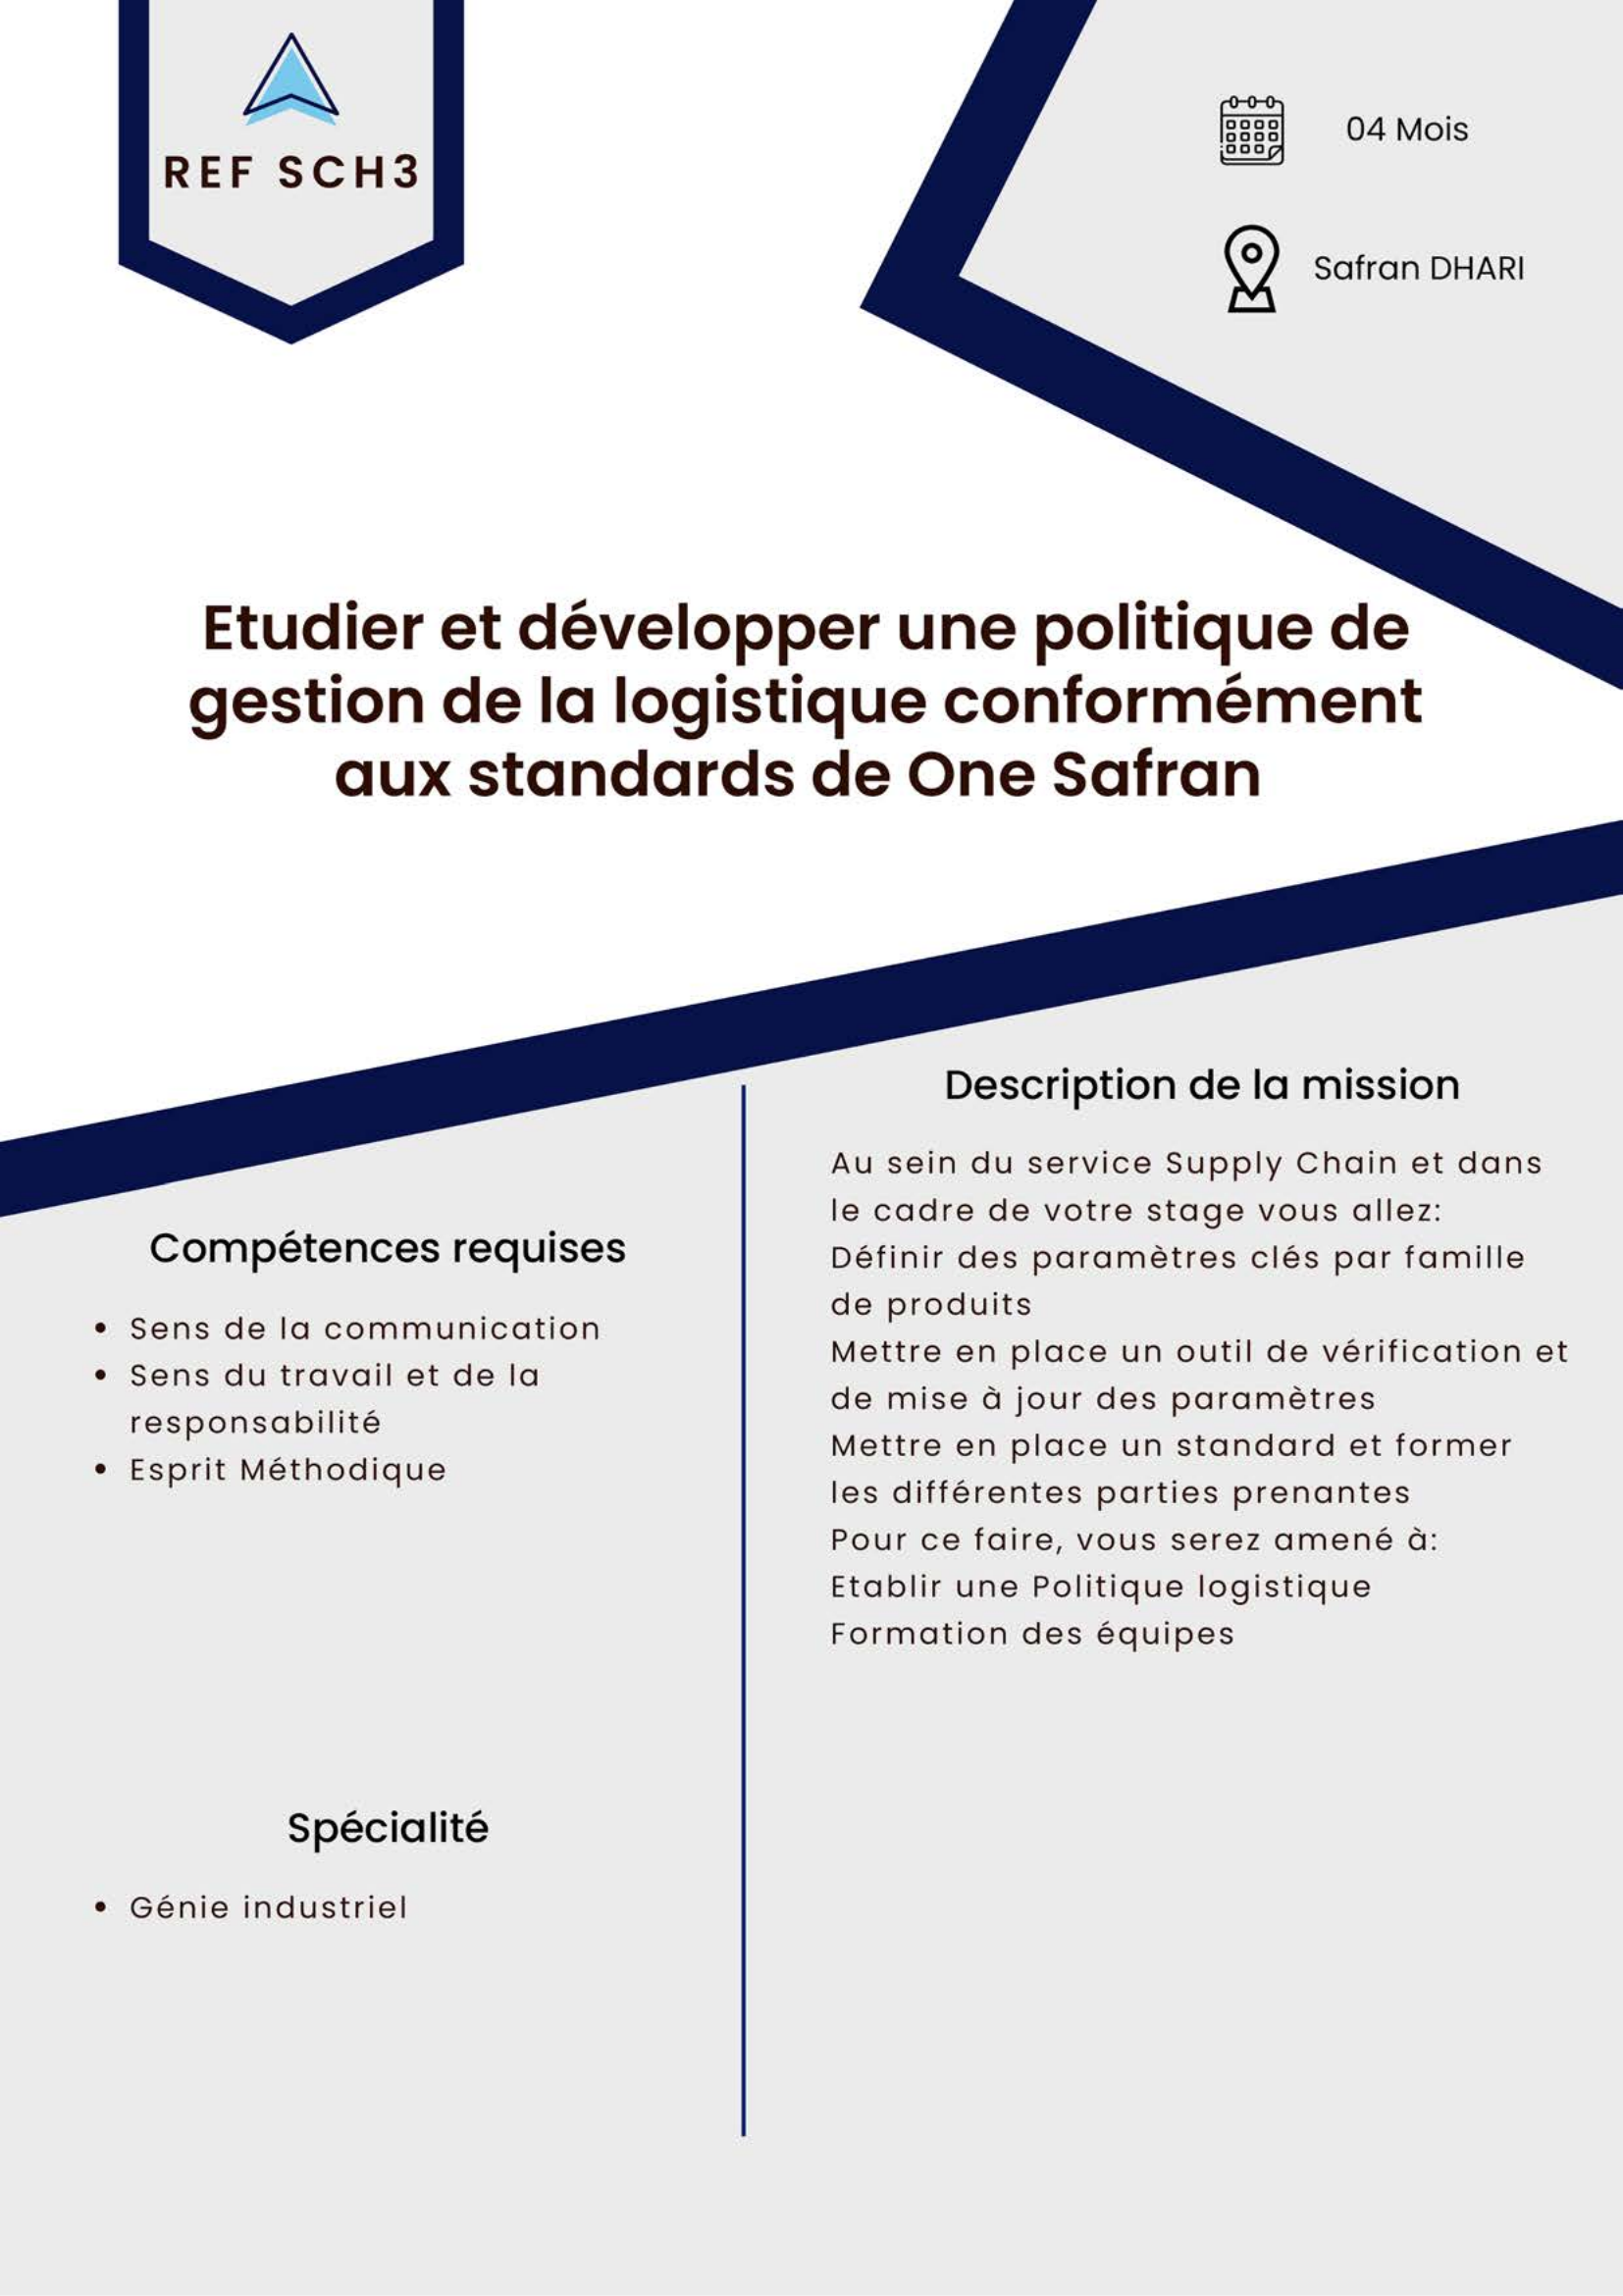 REF SCH3
04 Mois
Safran DHARI
Etudier et développer une politique de
gestion de la logistique conformément
aux standards de One Safran
Compétences requises
• Sens de la communication
• Sens du travail et de la
responsabilité
• Esprit Méthodique
Spécialité
• Génie industriel
Description de la mission
Au sein du service Supply Chain et dans
le cadre de votre stage vous allez:
Définir des paramètres clés par famille
de produits
Mettre en place un outil de vérification et
de mise à jour des paramètres
Mettre en place un standard et former
les différentes parties prenantes
Pour ce faire, vous serez amené à:
Etablir une Politique logistique
Formation des équipes